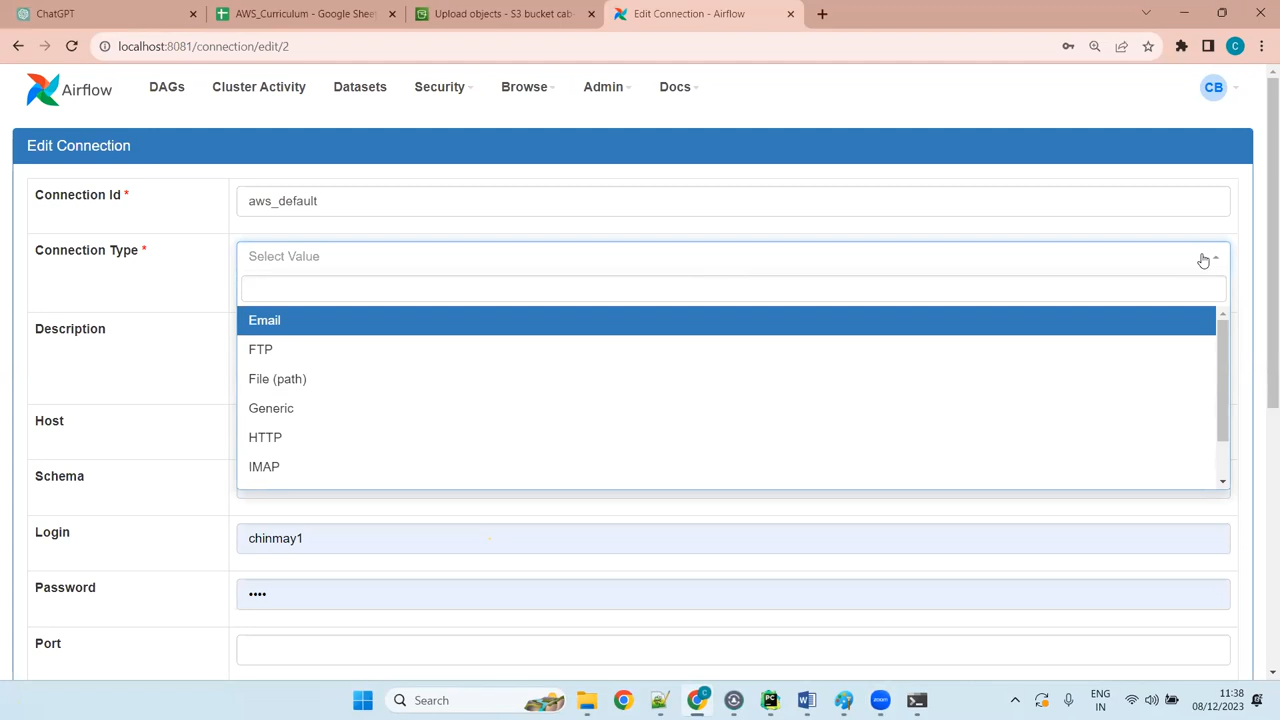 ChatGPT
AWS_Curriculum - Google Sheet
Upload objects - S3 bucket cab
Edit Connection - Airflow
localhost:8081/connection/edit/2
C
Airflow
DAGs
Cluster Activity
Datasets
Security
Browse
Admin
Docs
CB
Edit Connection
Connection Id *
aws_default
Connection Type *
Select Value
Email
FTP
File (path)
Generic
HTTP
IMAP
Description
Host
Schema
Login
chinmay1
Password
••••
Port
Search
C
PC
W
zoom
ENG
IN
11:38
08/12/2023